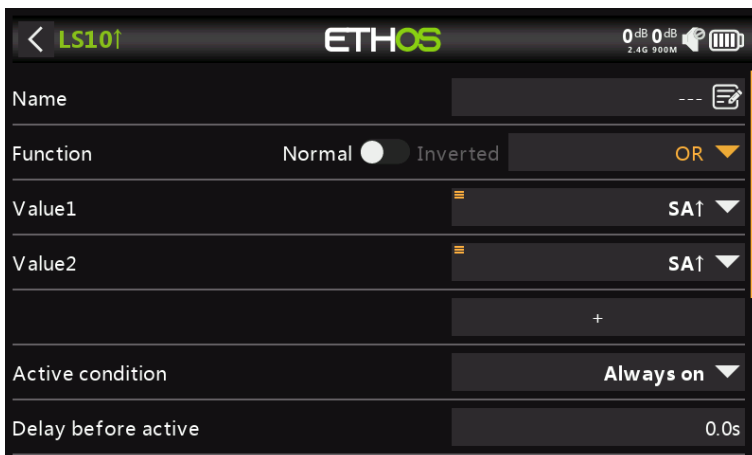 LS10↑ ETHOS 0dB 0dB
2.4G 900M
Name ---
Function Normal Inverted OR
Value1 SA↑
Value2 SA↑
+
Active condition Always on
Delay before active 0.0s